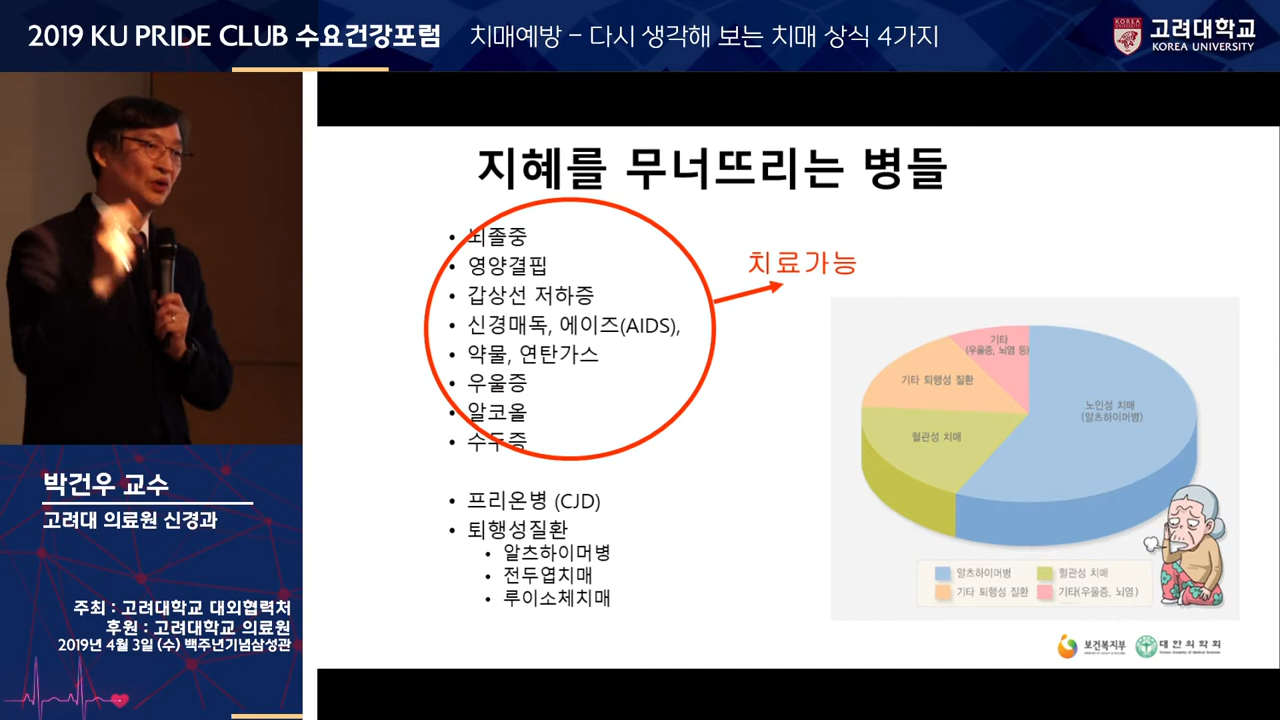 2019 KU PRIDE CLUB 수요건강포럼 치매예방 – 다시 생각해 보는 치매 상식 4가지
KOREA UNIVERSITY
고려대학교
KOREA UNIVERSITY
지혜를 무너뜨리는 병들
• 뇌졸중
• 영양결핍
• 갑상선 저하증
• 신경매독, 에이즈(AIDS),
• 약물, 연탄가스
• 우울증
• 알코올
• 수두증
치료가능
• 프리온병 (CJD)
• 퇴행성질환
• 알츠하이머병
• 전두엽치매
• 루이소체치매
기타
(우울증, 뇌염 등)
기타 퇴행성 질환
노인성 치매
(알츠하이머병)
혈관성 치매
알츠하이머병
혈관성 치매
기타 퇴행성 질환
기타(우울증, 뇌염)
보건복지부
대한의학회
Korean Academy of Medical Sciences
박건우 교수
고려대 의료원 신경과
주최 : 고려대학교 대외협력처
후원 : 고려대학교 의료원
2019년 4월 3일 (수) 백주년기념삼성관